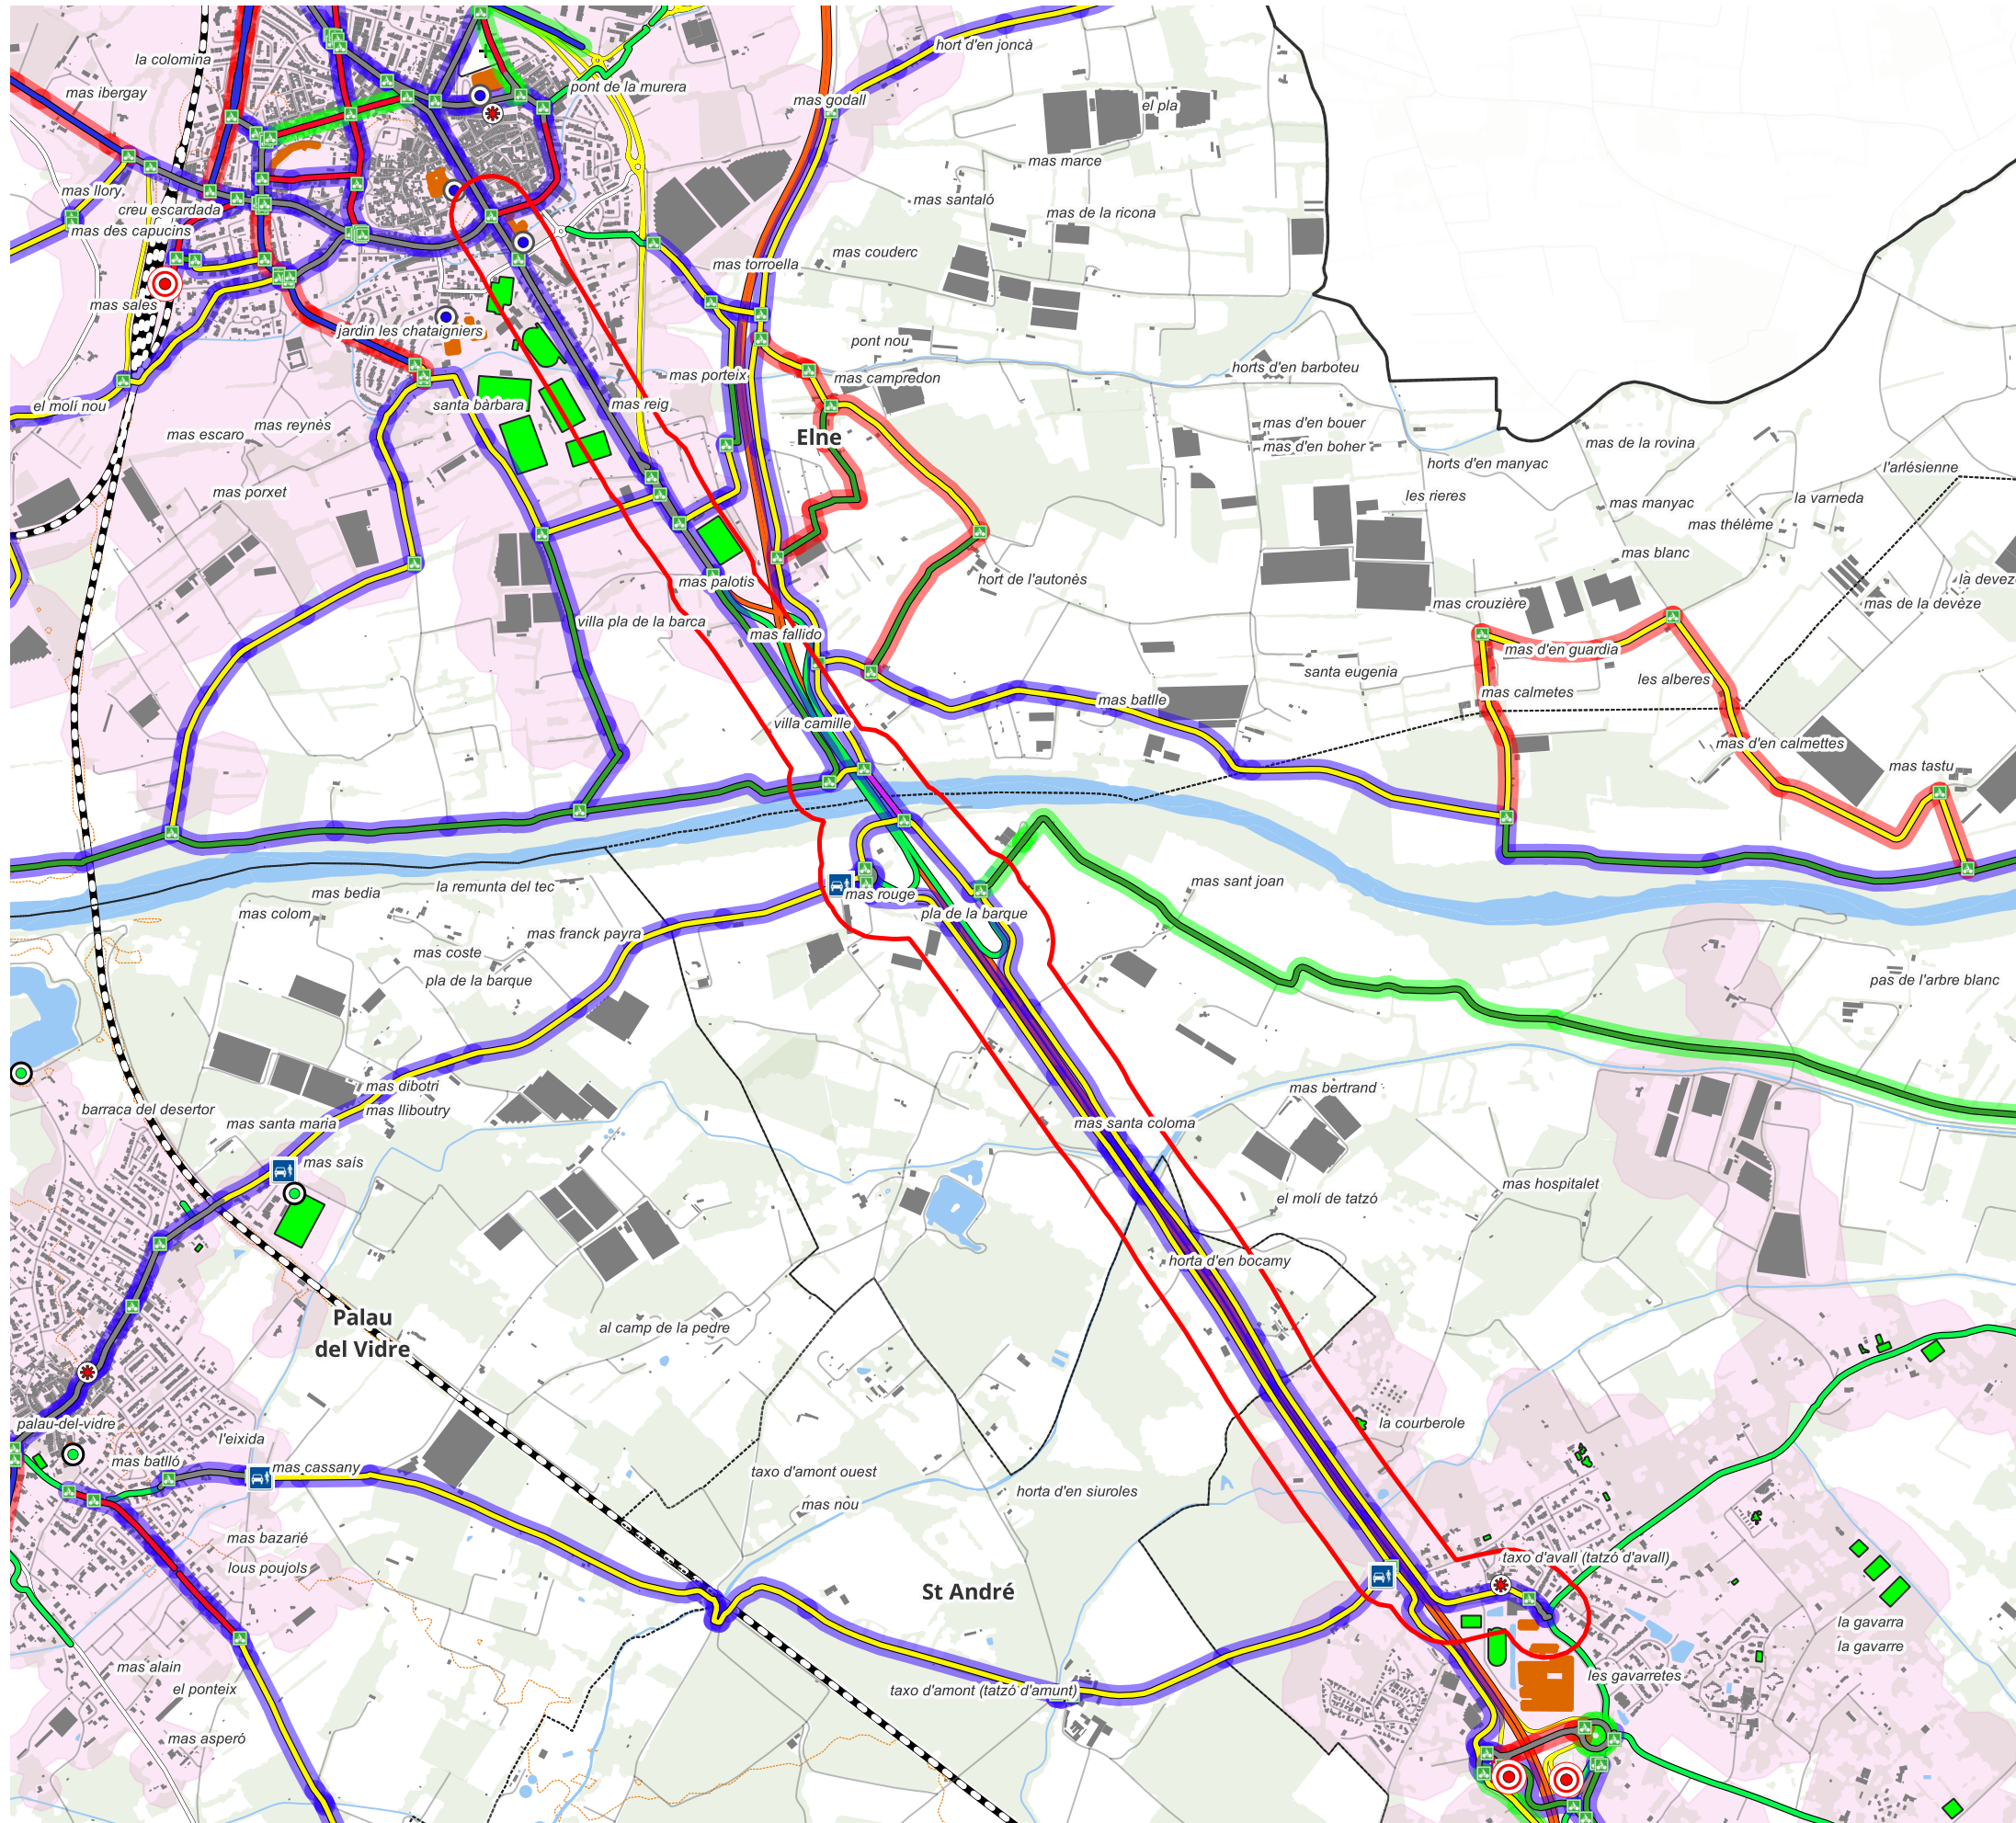 hort d'en joncà
la colomina
mas ibergay
pont de la murera
mas godall
el pla
mas marce
mas llory
creu escardada
mas santaló
mas de la ricona
mas des capucins
mas couderc
mas torroella
mas sales
jardin les chataigniers
pont nou
horts d'en barboteu
mas porteix
mas campredon
el molí nou
santa bàrbara
mas reig
mas reynès
mas escaro
Elne
mas d'en bouer
mas d'en boher
mas de la rovina
horts d'en manyac
l'arlésienne
mas porxet
les rieres
mas manyac
la varneda
mas thélème
mas blanc
mas palotis
hort de l'autonès
la devez
mas crouzière
mas de la devèze
villa pla de la barca
mas fallido
mas d'en guardia
santa eugenia
les alberes
mas calmetes
mas batlle
villa camille
mas d'en calmettes
mas tastu
mas bedia
la remunta del tec
mas rouge
mas sant joan
mas colom
pla de la barque
mas franck payra
mas coste
pla de la barque
pas de l'arbre blanc
mas dibotri
mas bertrand
barraca del desertor
mas lliboutry
mas santa maria
mas santa coloma
mas saís
mas hospitalet
el molí de tatzó
horta d'en bocamy
Palau
del Vidre
al camp de la pedre
palau-del-vidre
la courberole
l'eixida
mas batlló
mas cassany
taxo d'amont ouest
horta d'en siuroles
mas nou
mas bazarié
taxo d'avall (tatzó d'avall)
lous poujols
St André
la gavarra
la gavarre
mas alain
les gavarretes
el ponteix
taxo d'amont (tatzó d'amunt)
mas asperó